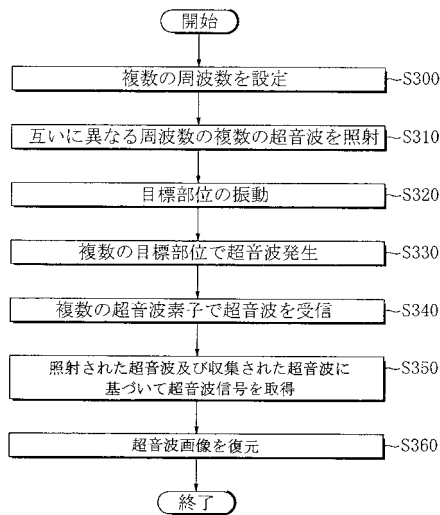 開始
複数の周波数を設定 S300
互いに異なる周波数の複数の超音波を照射 S310
目標部位の振動 S320
複数の目標部位で超音波発生 S330
複数の超音波素子で超音波を受信 S340
照射された超音波及び収集された超音波に S350
基づいて超音波信号を取得
超音波画像を復元 S360
終了